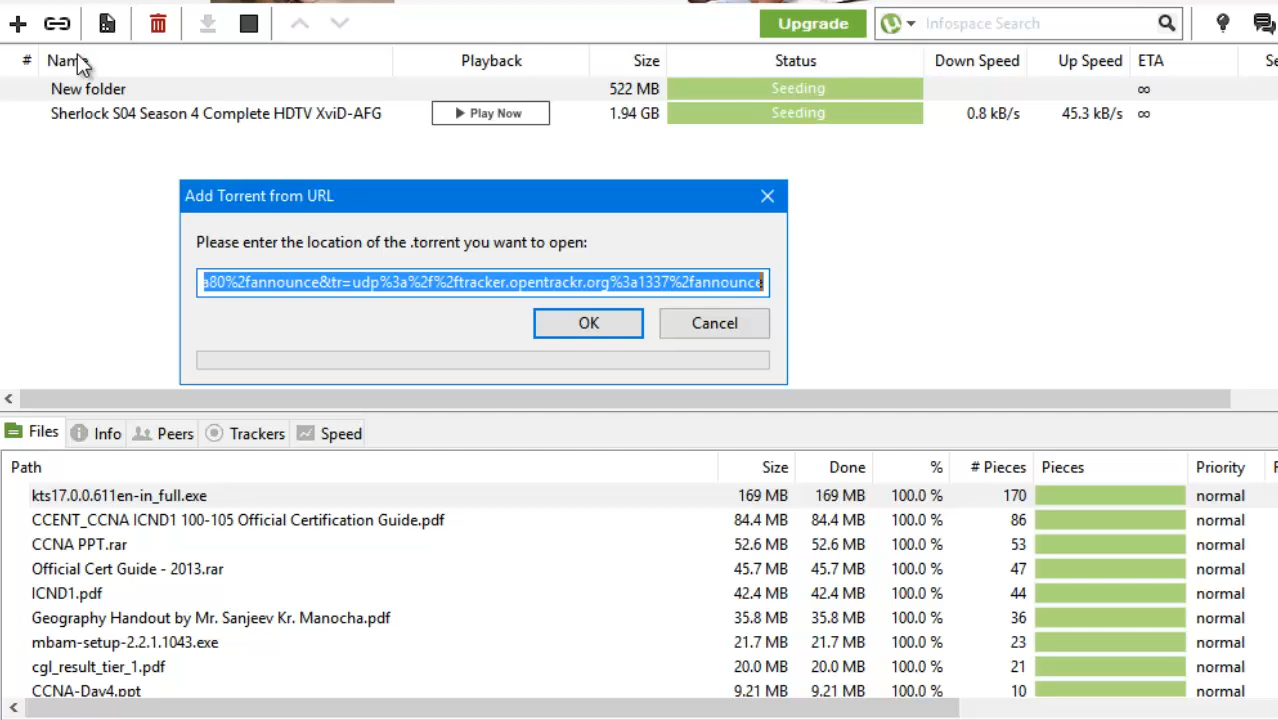 Upgrade Infospace Search
# Name Playback Size Status Down Speed Up Speed ETA Se
New folder 522 MB Seeding ∞
Sherlock S04 Season 4 Complete HDTV XviD-AFG Play Now 1.94 GB Seeding 0.8 kB/s 45.3 kB/s ∞
Add Torrent from URL
Please enter the location of the .torrent you want to open:
a80%2fannounce&tr=udp%3a%2f%2ftracker.opentrackr.org%3a1337%2fannounce
OK Cancel
Files Info Peers Trackers Speed
Path Size Done % # Pieces Pieces Priority F
kts17.0.0.611en-in_full.exe 169 MB 169 MB 100.0 % 170 normal
CCENT_CCNA ICND1 100-105 Official Certification Guide.pdf 84.4 MB 84.4 MB 100.0 % 86 normal
CCNA PPT.rar 52.6 MB 52.6 MB 100.0 % 53 normal
Official Cert Guide - 2013.rar 45.7 MB 45.7 MB 100.0 % 47 normal
ICND1.pdf 42.4 MB 42.4 MB 100.0 % 44 normal
Geography Handout by Mr. Sanjeev Kr. Manocha.pdf 35.8 MB 35.8 MB 100.0 % 36 normal
mbam-setup-2.2.1.1043.exe 21.7 MB 21.7 MB 100.0 % 23 normal
cgl_result_tier_1.pdf 20.0 MB 20.0 MB 100.0 % 21 normal
CCNA-Day4.ppt 9.21 MB 9.21 MB 100.0 % 10 normal